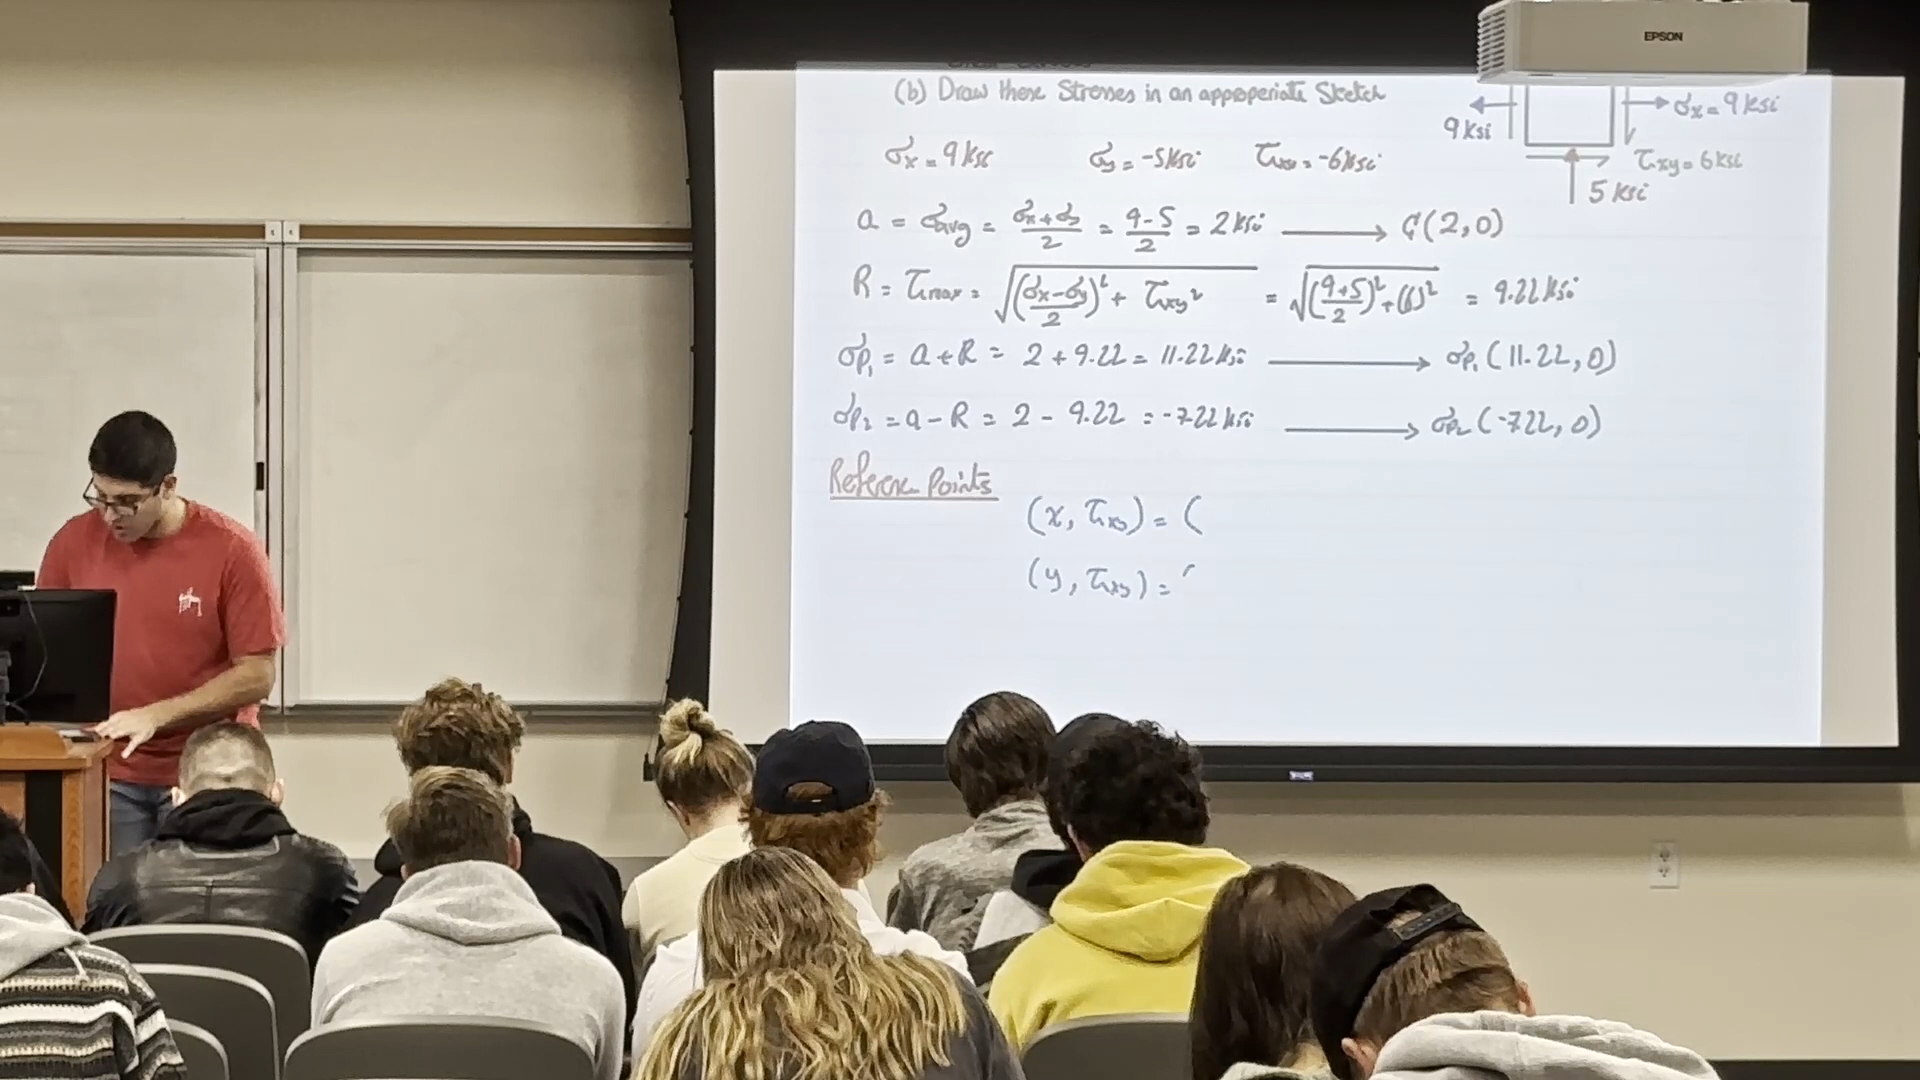 EPSON
(b) Draw these Stresses in an apperopriate Sketch
9 ksi
σx = 9 ksi
τxy = 6 ksi
5 ksi
σx = 9 ksi σy = -5 ksi τxy = -6 ksi
a = σavg = (σx + σy)/2 = (9-5)/2 = 2 ksi → C(2,0)
R = τmax = √((σx-σy)/2)² + τxy² = √((9+5)/2)² + (6)² = 9.22 ksi
σp₁ = a + R = 2 + 9.22 = 11.22 ksi → σp₁ (11.22, 0)
σp₂ = a - R = 2 - 9.22 = -7.22 ksi → σp₂ (-7.22, 0)
Reference Points
(x, τxy) = (
(y, τxy) = (